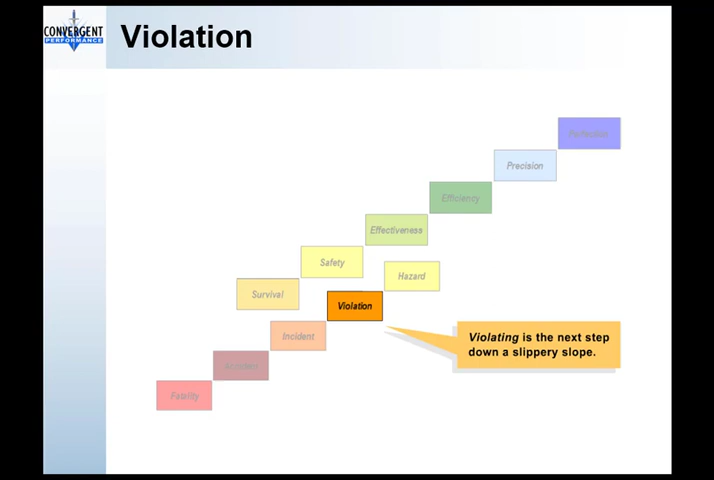 CONVERGENT
PERFORMANCE
Violation
Perfection
Precision
Efficiency
Effectiveness
Safety
Hazard
Survival
Violation
Incident
Violating is the next step
down a slippery slope.
Accident
Fatality